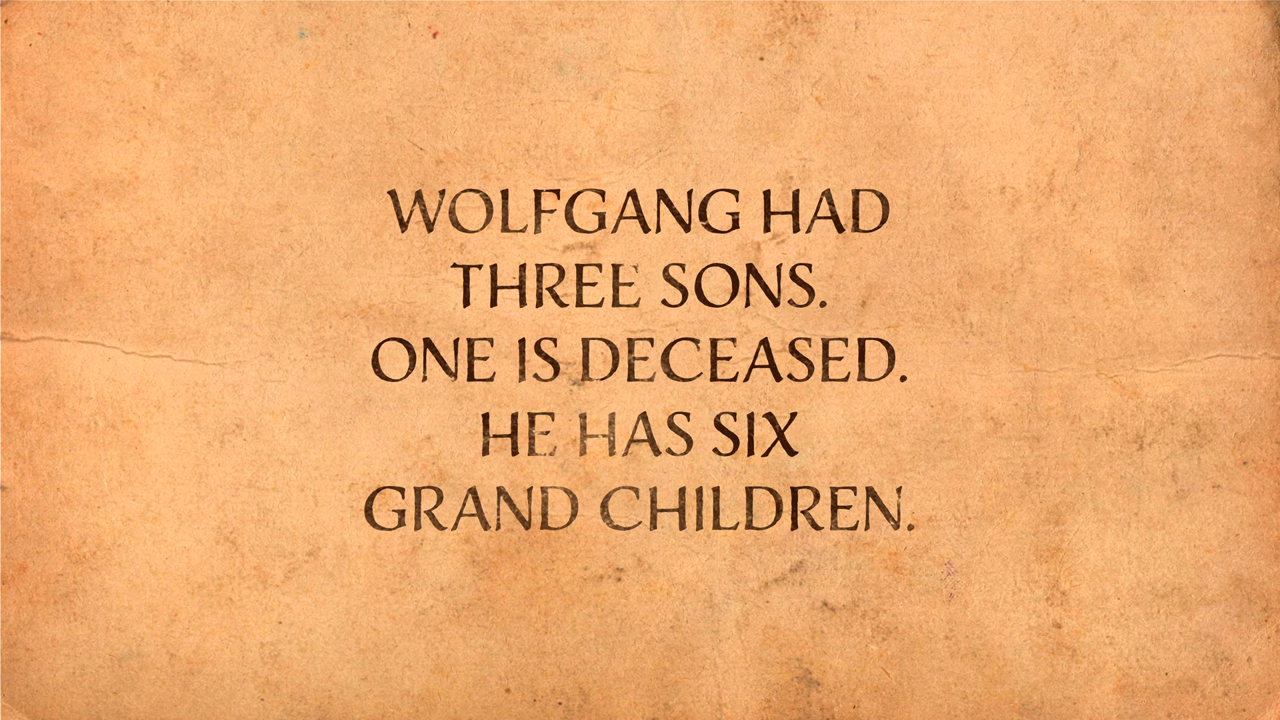 WOLFGANG HAD
THREE SONS.
ONE IS DECEASED.
HE HAS SIX
GRAND CHILDREN.